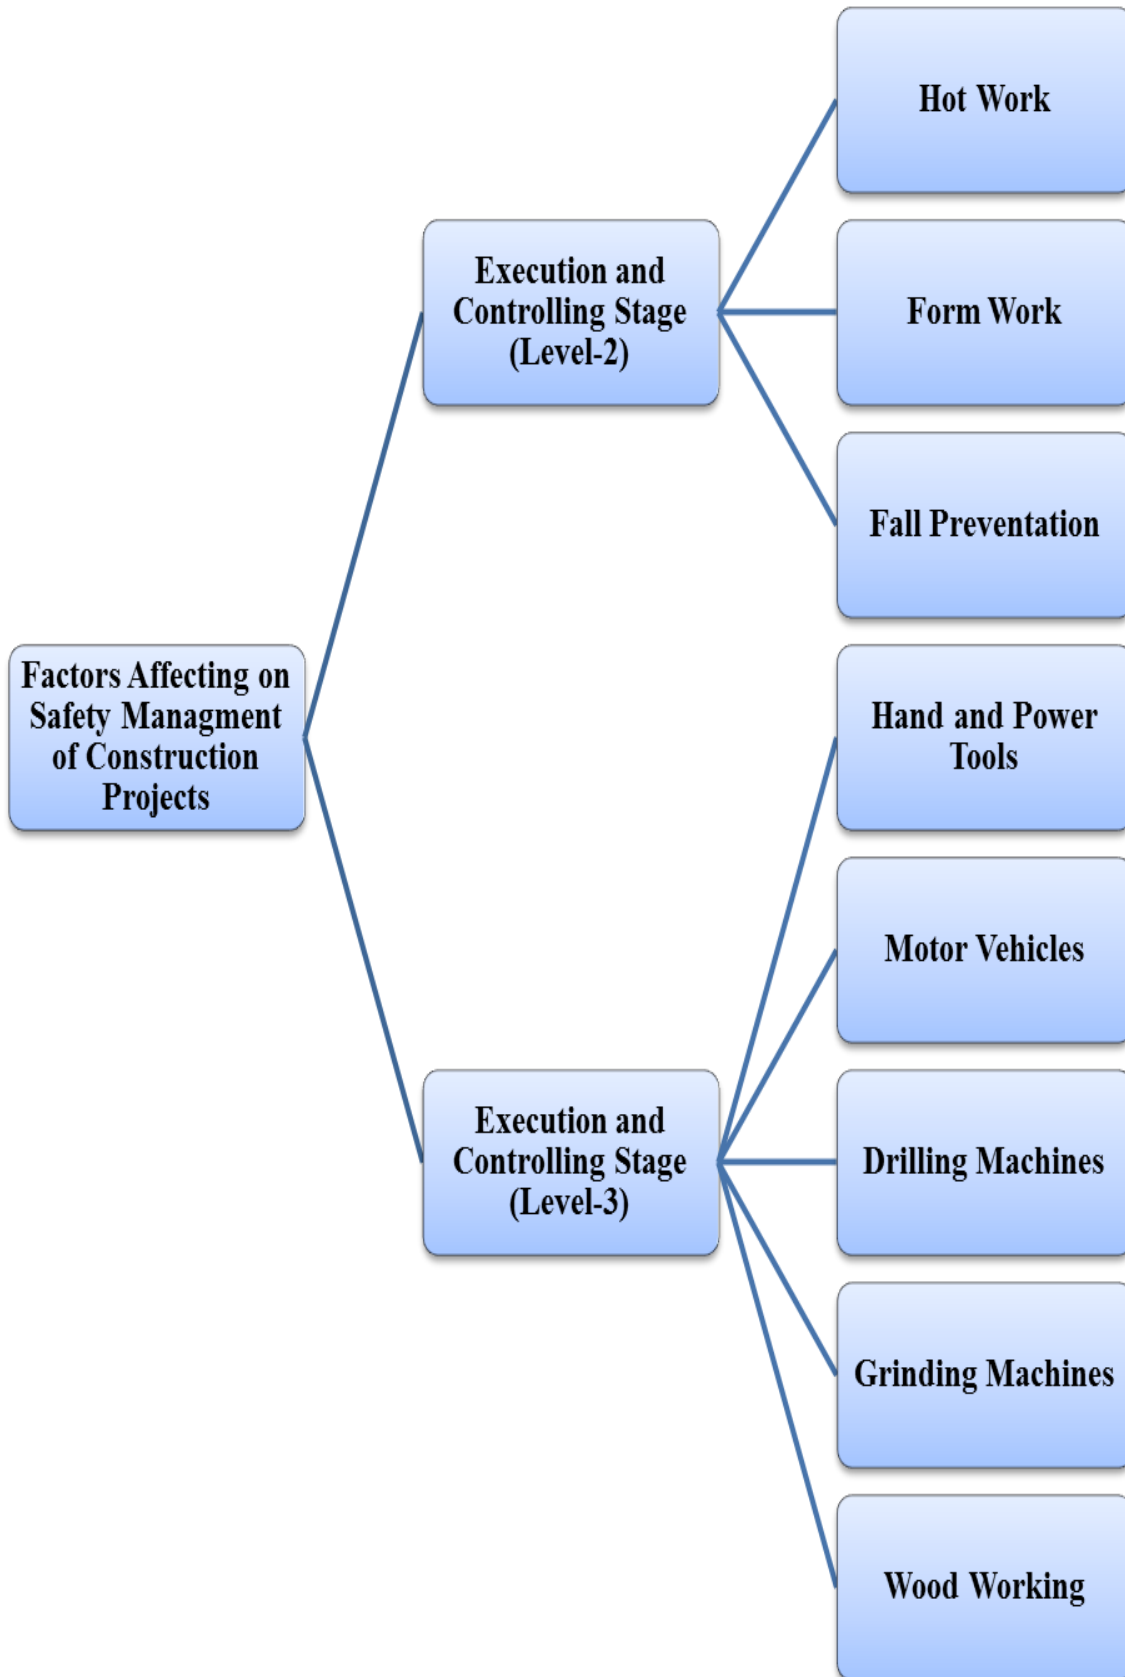 Factors Affecting on
Safety Managment
of Construction
Projects
Execution and
Controlling Stage
(Level-2)
Hot Work
Form Work
Fall Preventation
Execution and
Controlling Stage
(Level-3)
Hand and Power
Tools
Motor Vehicles
Drilling Machines
Grinding Machines
Wood Working